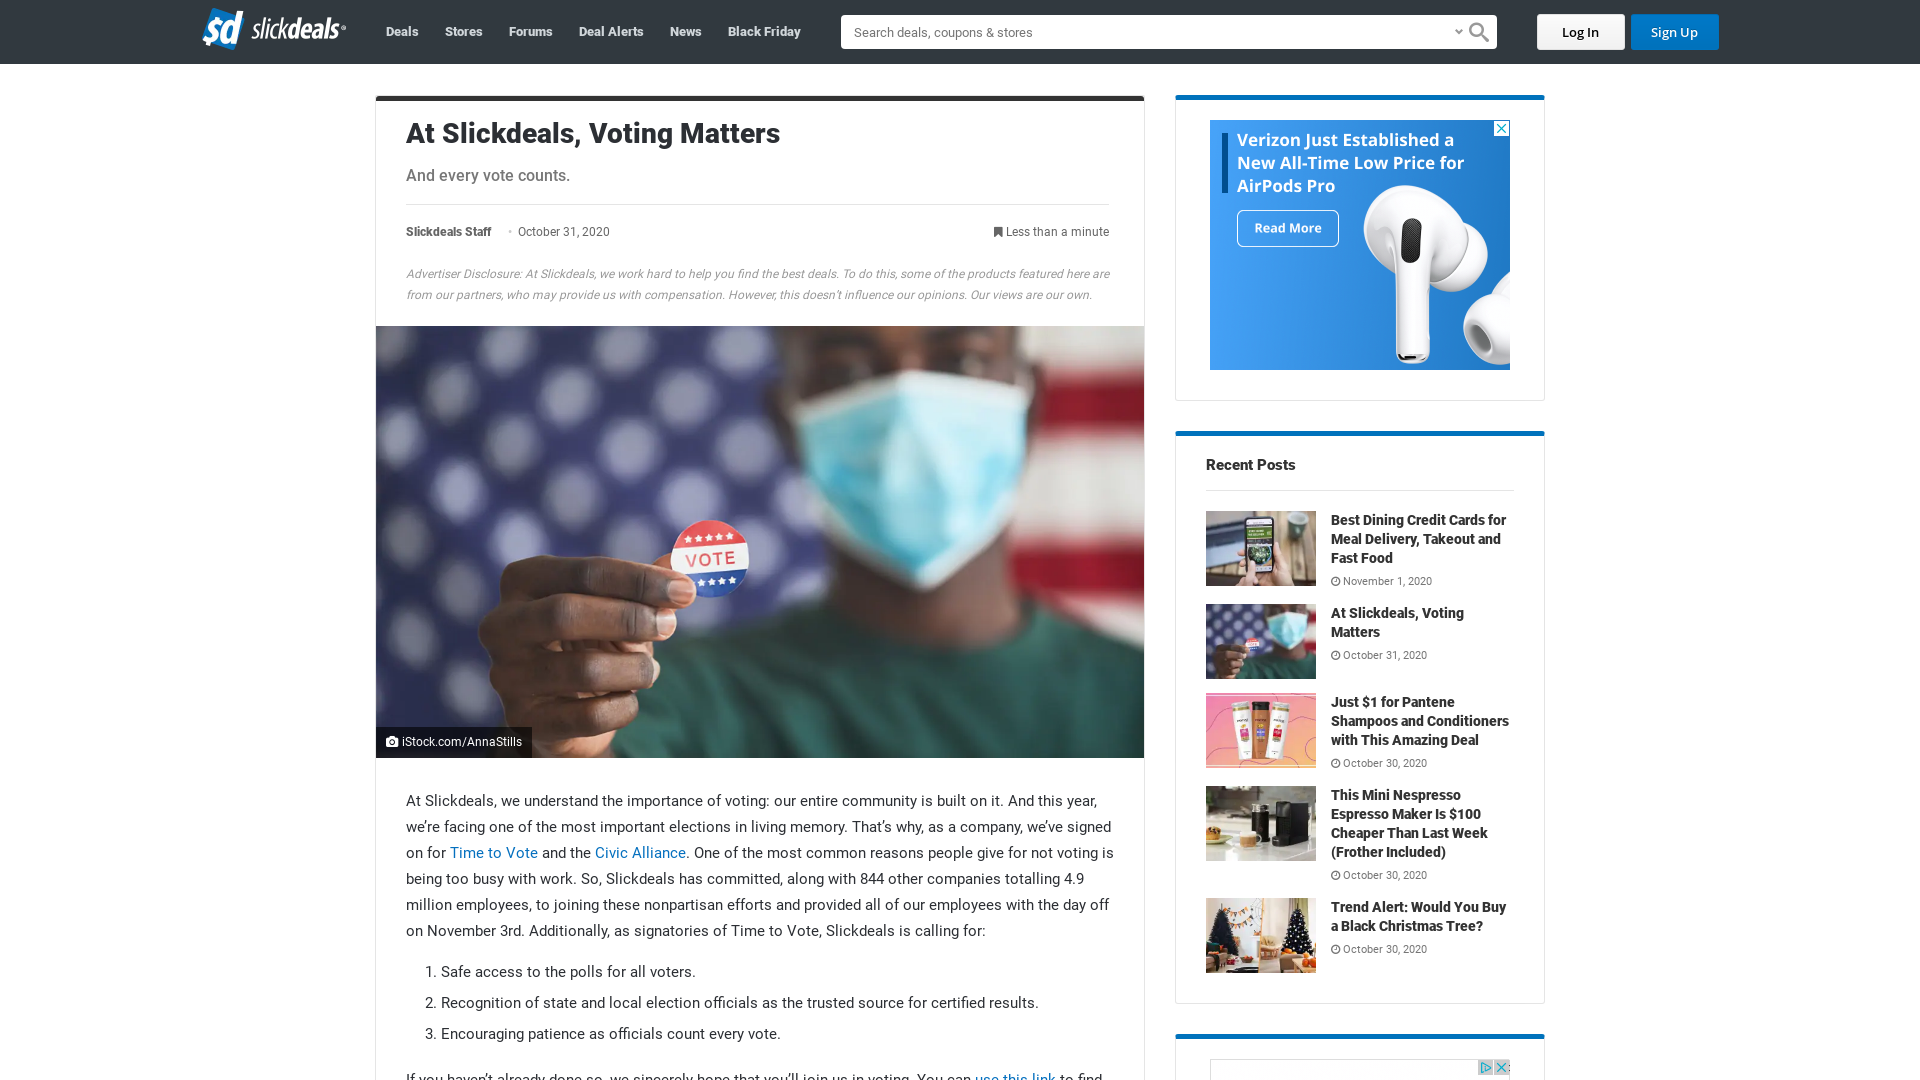 sd slickdeals
Deals
Stores
Forums
Deal Alerts
News
Black Friday
Search deals, coupons & stores
Log In
Sign Up
At Slickdeals, Voting Matters
And every vote counts.
Slickdeals Staff
October 31, 2020
Less than a minute
Advertiser Disclosure: At Slickdeals, we work hard to help you find the best deals. To do this, some of the products featured here are
from our partners, who may provide us with compensation. However, this doesn’t influence our opinions. Our views are our own.
VOTE
iStock.com/AnnaStills
At Slickdeals, we understand the importance of voting: our entire community is built on it. And this year,
we’re facing one of the most important elections in living memory. That’s why, as a company, we’ve signed
on for Time to Vote and the Civic Alliance. One of the most common reasons people give for not voting is
being too busy with work. So, Slickdeals has committed, along with 844 other companies totalling 4.9
million employees, to joining these nonpartisan efforts and provided all of our employees with the day off
on November 3rd. Additionally, as signatories of Time to Vote, Slickdeals is calling for:
1. Safe access to the polls for all voters.
2. Recognition of state and local election officials as the trusted source for certified results.
3. Encouraging patience as officials count every vote.
If you haven’t already done so, we sincerely hope that you’ll join us in voting. You can use this link to find
Verizon Just Established a
New All-Time Low Price for
AirPods Pro
Read More
Recent Posts
Best Dining Credit Cards for
Meal Delivery, Takeout and
Fast Food
November 1, 2020
At Slickdeals, Voting
Matters
October 31, 2020
Just $1 for Pantene
Shampoos and Conditioners
with This Amazing Deal
October 30, 2020
This Mini Nespresso
Espresso Maker Is $100
Cheaper Than Last Week
(Frother Included)
October 30, 2020
Trend Alert: Would You Buy
a Black Christmas Tree?
October 30, 2020